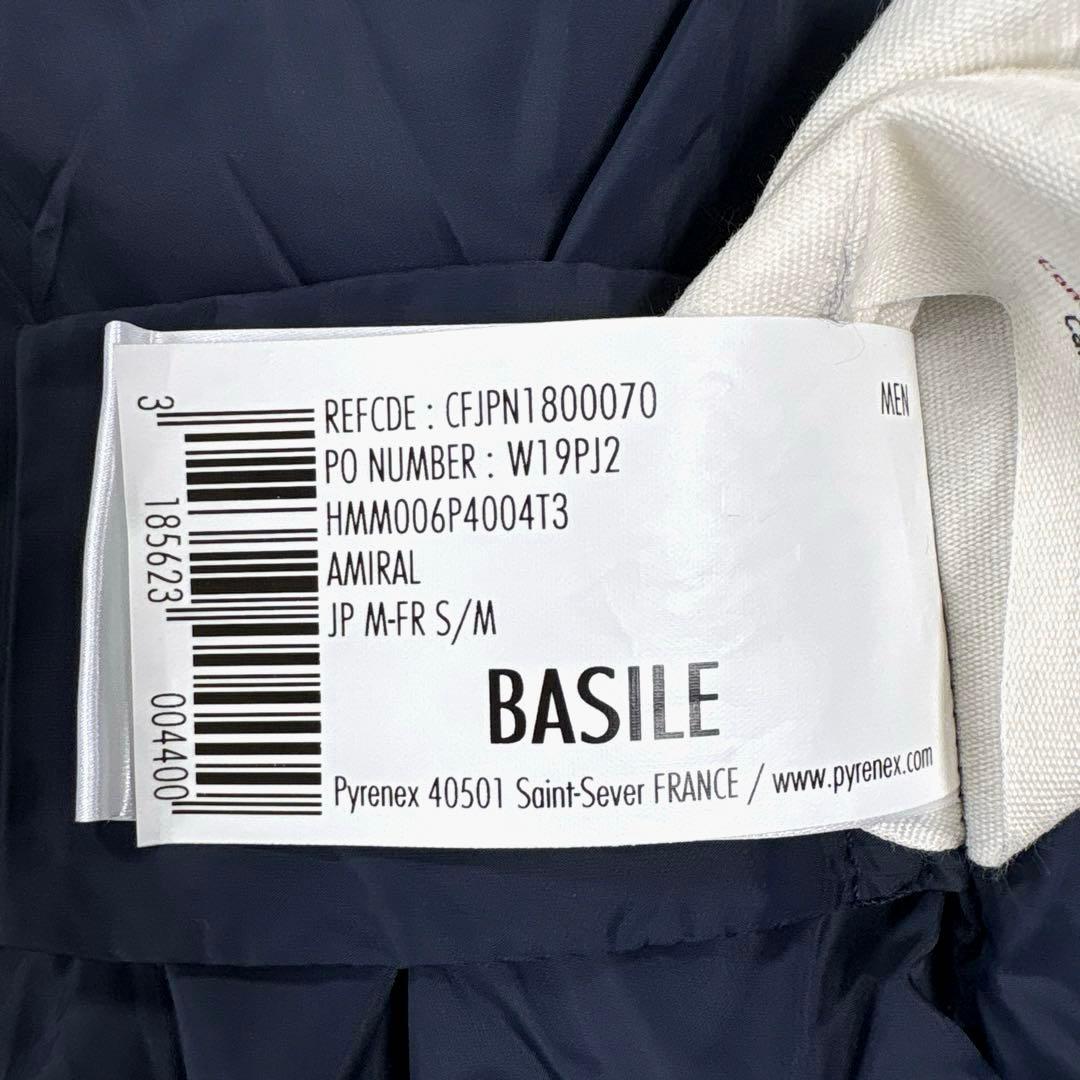 REFCDE : CFJPN1800070
MEN
PO NUMBER : W19PJ2
HMM006P4004T3
AMIRAL
JP M-FR S/M
BASILE
Pyrenex 40501 Saint-Sever FRANCE / www.pyrenex.com
3 185623 004400